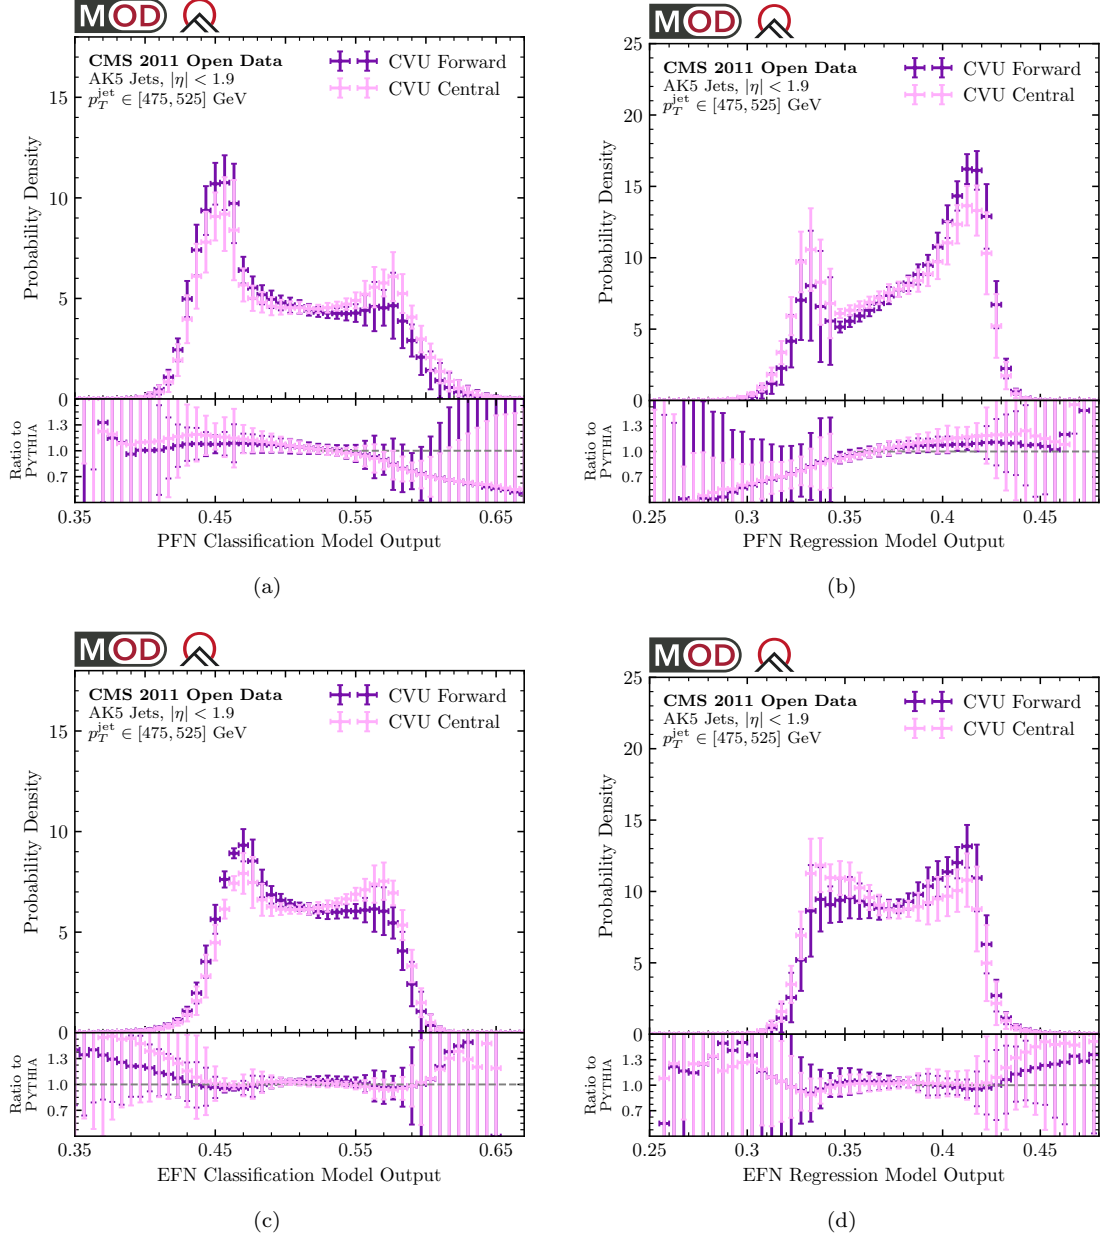 MOD
CMS 2011 Open Data
AK5 Jets, |η| < 1.9
p_T^jet ∈ [475, 525] GeV
CVU Forward
CVU Central
Probability Density
15
10
5
0
Ratio to
PYTHIA
1.3
1.0
0.7
0.35 0.45 0.55 0.65
PFN Classification Model Output
(a)
MOD
CMS 2011 Open Data
AK5 Jets, |η| < 1.9
p_T^jet ∈ [475, 525] GeV
CVU Forward
CVU Central
Probability Density
25
20
15
10
5
0
Ratio to
PYTHIA
1.3
1.0
0.7
0.25 0.3 0.35 0.4 0.45
PFN Regression Model Output
(b)
MOD
CMS 2011 Open Data
AK5 Jets, |η| < 1.9
p_T^jet ∈ [475, 525] GeV
CVU Forward
CVU Central
Probability Density
15
10
5
0
Ratio to
PYTHIA
1.3
1.0
0.7
0.35 0.45 0.55 0.65
EFN Classification Model Output
(c)
MOD
CMS 2011 Open Data
AK5 Jets, |η| < 1.9
p_T^jet ∈ [475, 525] GeV
CVU Forward
CVU Central
Probability Density
25
20
15
10
5
0
Ratio to
PYTHIA
1.3
1.0
0.7
0.25 0.3 0.35 0.4 0.45
EFN Regression Model Output
(d)